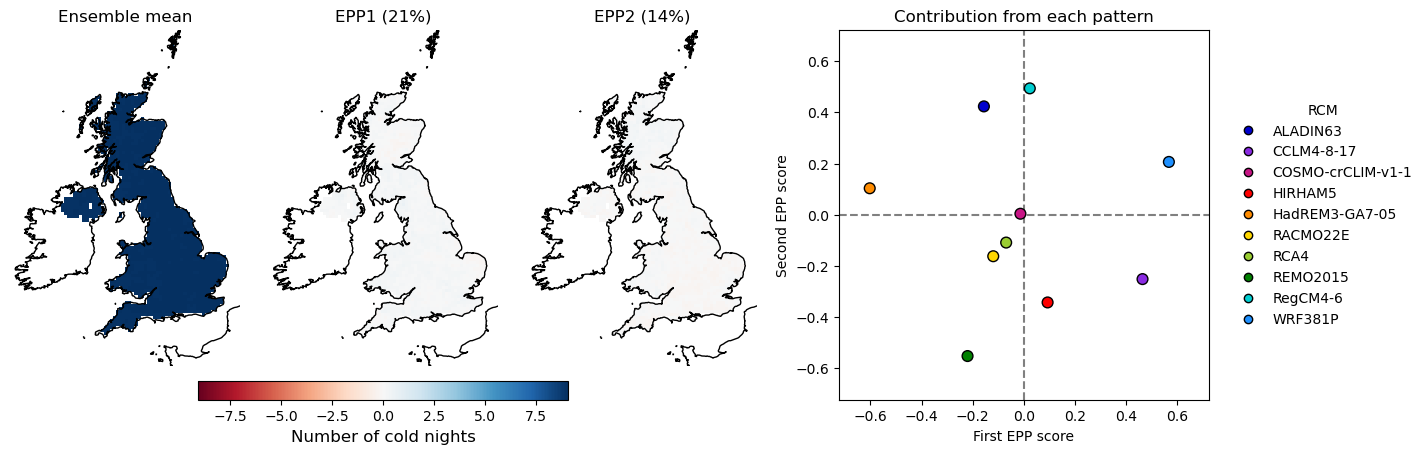 Ensemble mean
EPP1 (21%)
EPP2 (14%)
−7.5 −5.0 −2.5 0.0 2.5 5.0 7.5
Number of cold nights
Contribution from each pattern
Second EPP score
0.6
0.4
0.2
0.0
−0.2
−0.4
−0.6
−0.6 −0.4 −0.2 0.0 0.2 0.4 0.6
First EPP score
RCM
ALADIN63
CCLM4-8-17
COSMO-crCLIM-v1-1
HIRHAM5
HadREM3-GA7-05
RACMO22E
RCA4
REMO2015
RegCM4-6
WRF381P